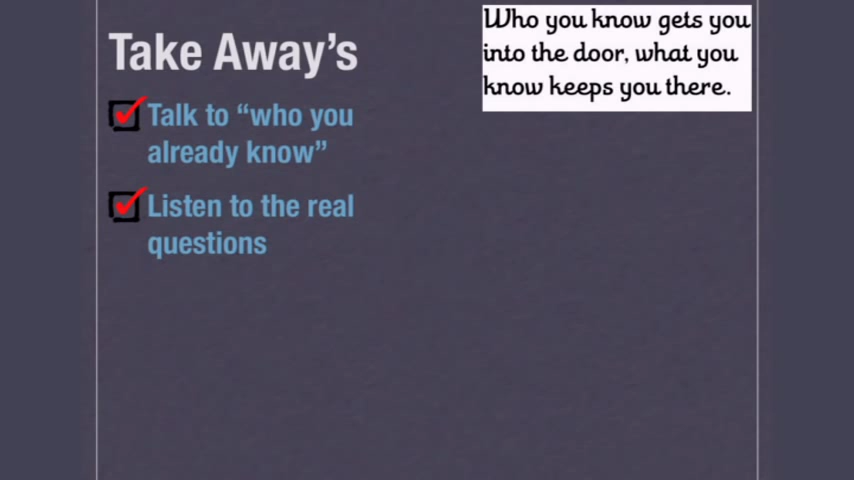 Take Away's
Talk to “who you
already know”
Listen to the real
questions
Who you know gets you
into the door, what you
know keeps you there.